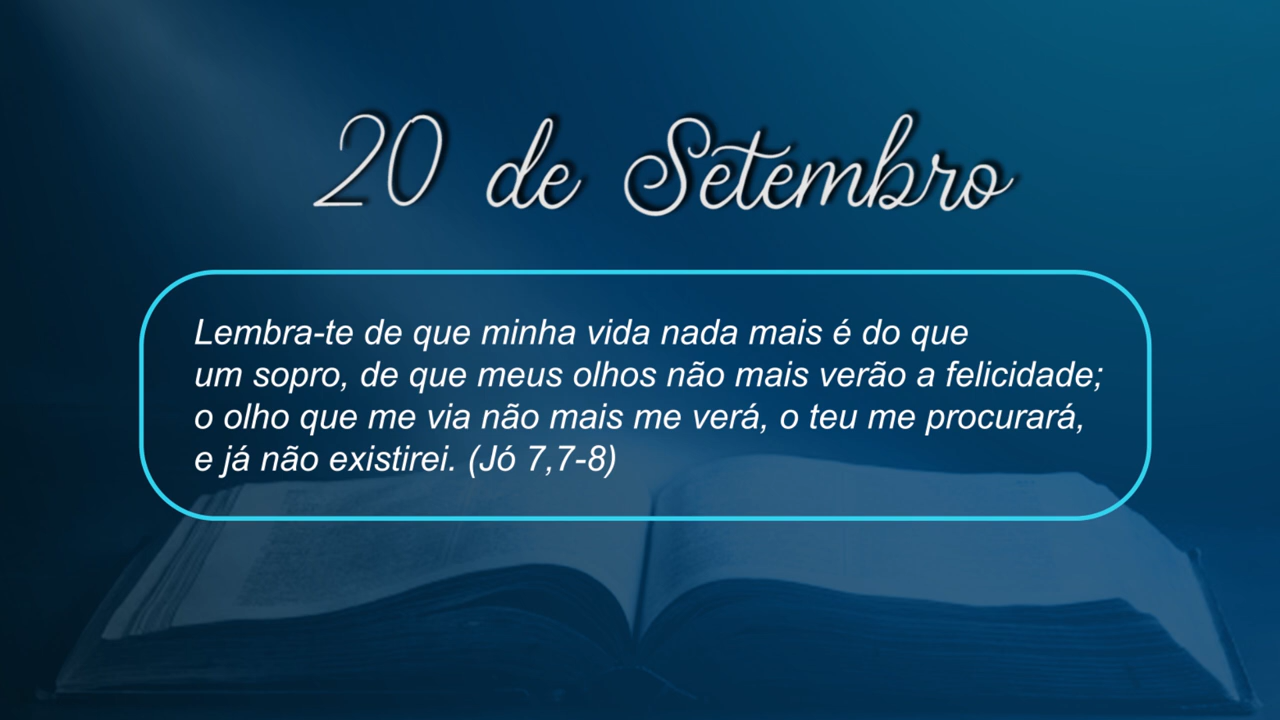 20 de Setembro
Lembra-te de que minha vida nada mais é do que
um sopro, de que meus olhos não mais verão a felicidade;
o olho que me via não mais me verá, o teu me procurará,
e já não existirei. (Jó 7,7-8)